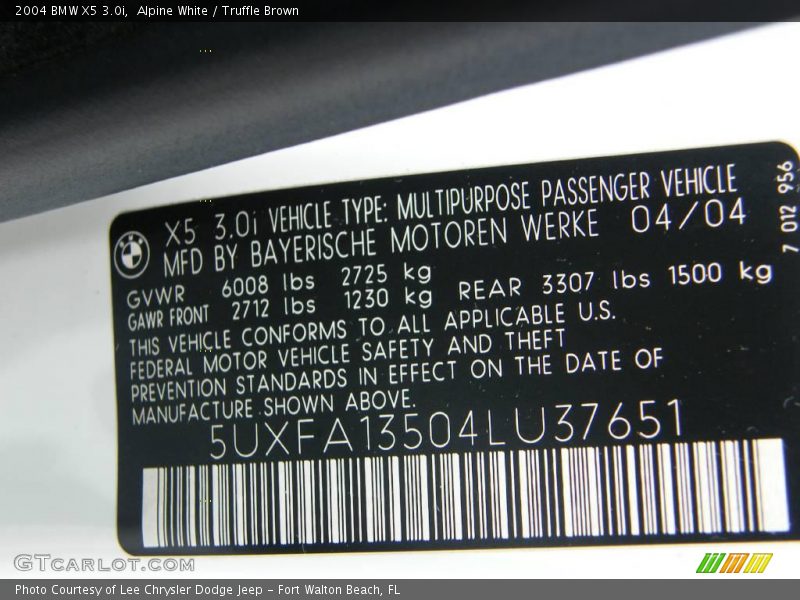 2004 BMW X5 3.0i,  Alpine White / Truffle Brown
X5 3.0i VEHICLE TYPE: MULTIPURPOSE PASSENGER VEHICLE
MFD BY BAYERISCHE MOTOREN WERKE 04/04
GVWR 6008 lbs 2725 kg
GAWR FRONT 2712 lbs 1230 kg REAR 3307 lbs 1500 kg
THIS VEHICLE CONFORMS TO ALL APPLICABLE U.S.
FEDERAL MOTOR VEHICLE SAFETY AND THEFT
PREVENTION STANDARDS IN EFFECT ON THE DATE OF
MANUFACTURE SHOWN ABOVE.
5UXFA13504LU37651
7 012 956
BMW
GTCARLOT.COM
Photo Courtesy of Lee Chrysler Dodge Jeep - Fort Walton Beach, FL